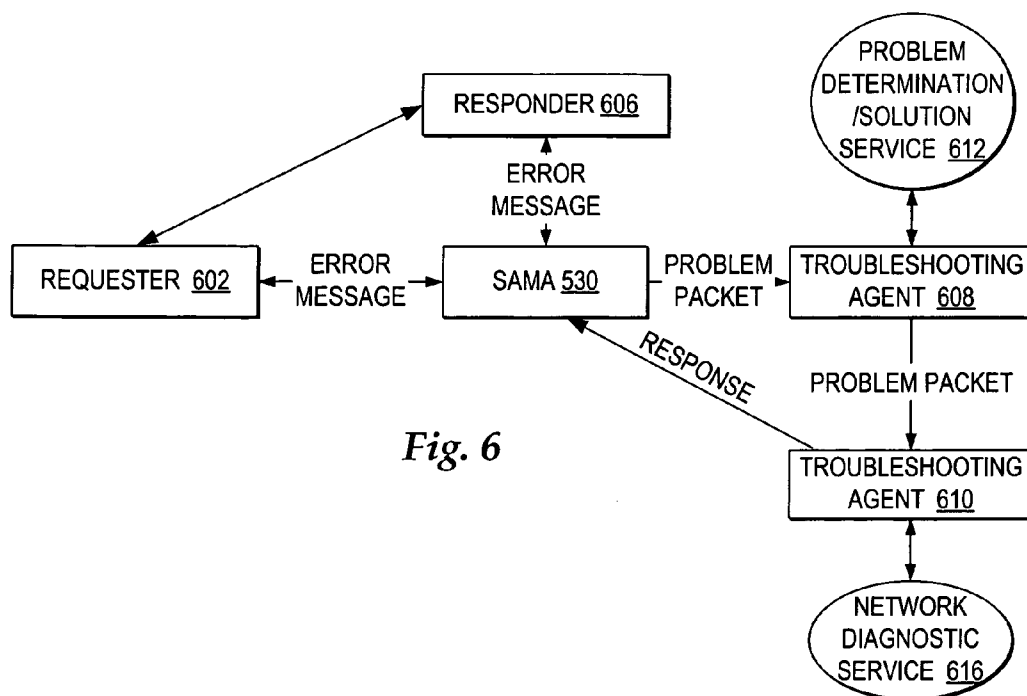 PROBLEM
DETERMINATION
/SOLUTION
SERVICE 612
RESPONDER 606
ERROR
MESSAGE
REQUESTER 602
ERROR
MESSAGE
SAMA 530
PROBLEM
PACKET
TROUBLESHOOTING
AGENT 608
RESPONSE
PROBLEM PACKET
Fig. 6
TROUBLESHOOTING
AGENT 610
NETWORK
DIAGNOSTIC
SERVICE 616